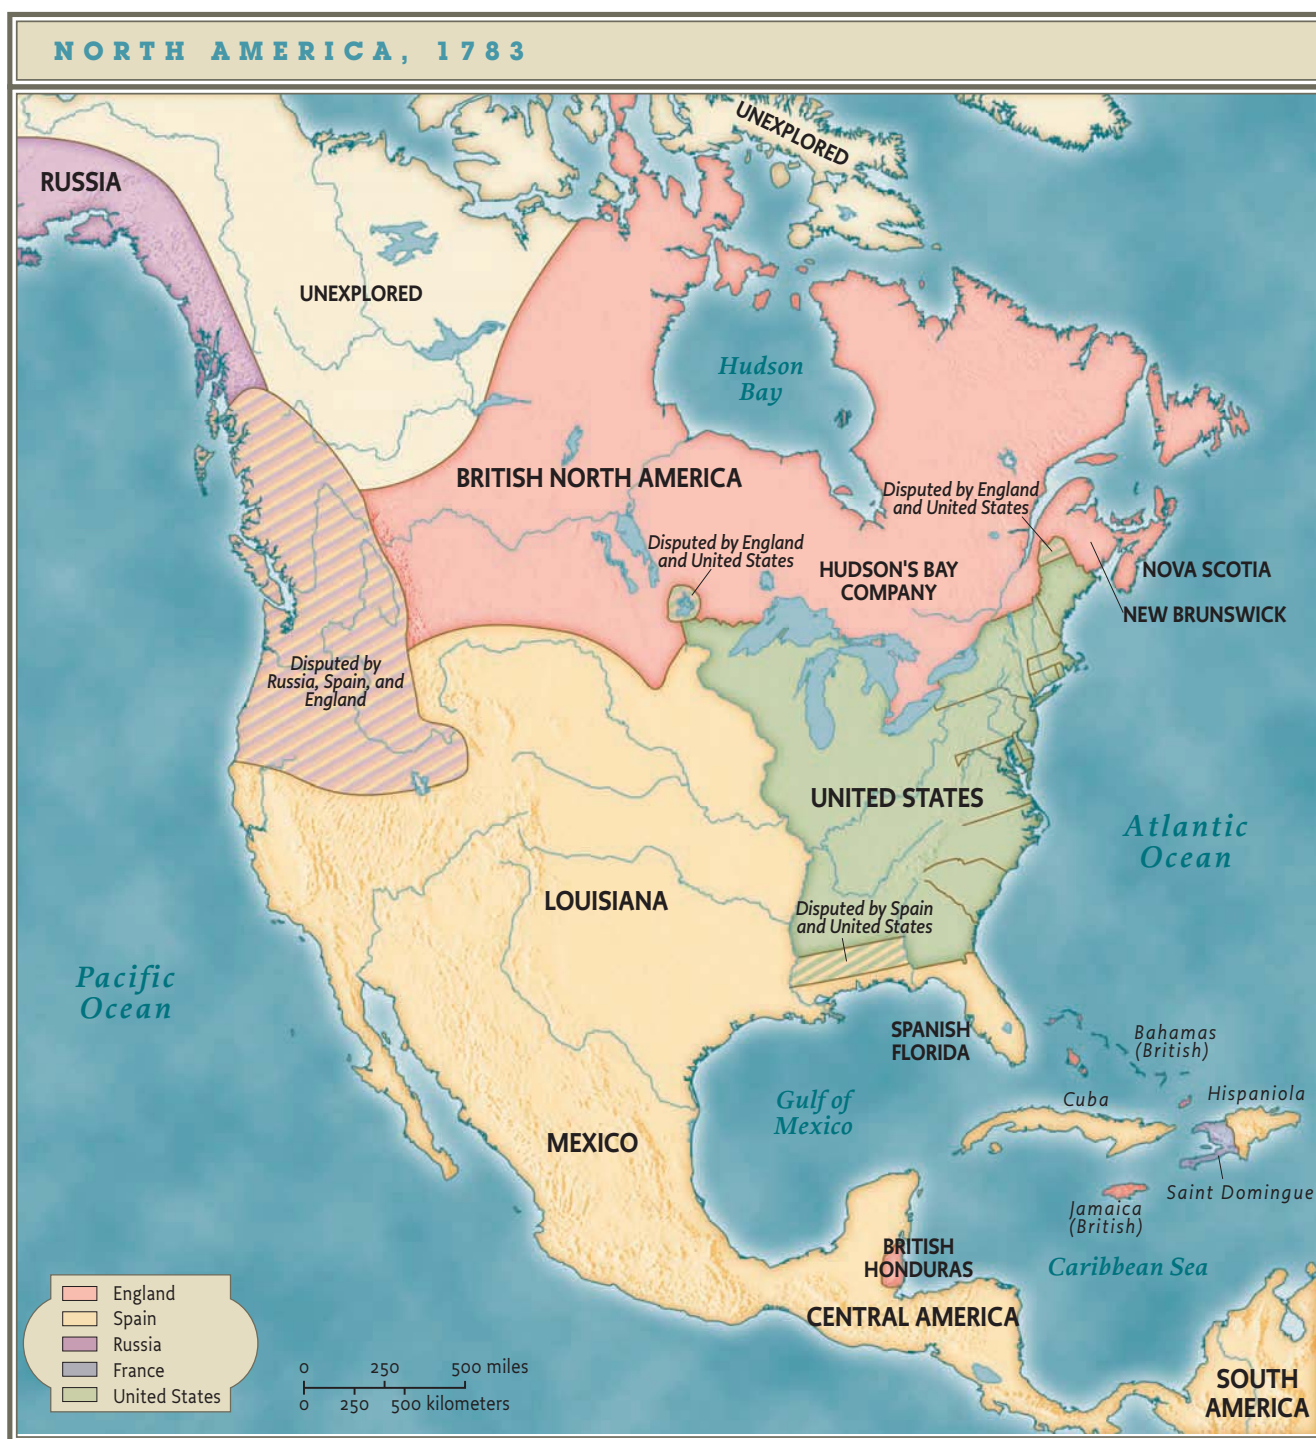 NORTH AMERICA, 1783
UNEXPLORED
RUSSIA
UNEXPLORED
Hudson
Bay
BRITISH NORTH AMERICA
Disputed by England
and United States
Disputed by England
and United States
HUDSON'S BAY
COMPANY
NOVA SCOTIA
NEW BRUNSWICK
Disputed by
Russia, Spain, and
England
UNITED STATES
Atlantic
Ocean
LOUISIANA
Disputed by Spain
and United States
Pacific
Ocean
SPANISH
FLORIDA
Bahamas
(British)
Gulf of
Mexico
Cuba
Hispaniola
MEXICO
Saint Domingue
Jamaica
(British)
BRITISH
HONDURAS
Caribbean Sea
CENTRAL AMERICA
SOUTH
AMERICA
England
Spain
Russia
France
United States
0 250 500 miles
0 250 500 kilometers